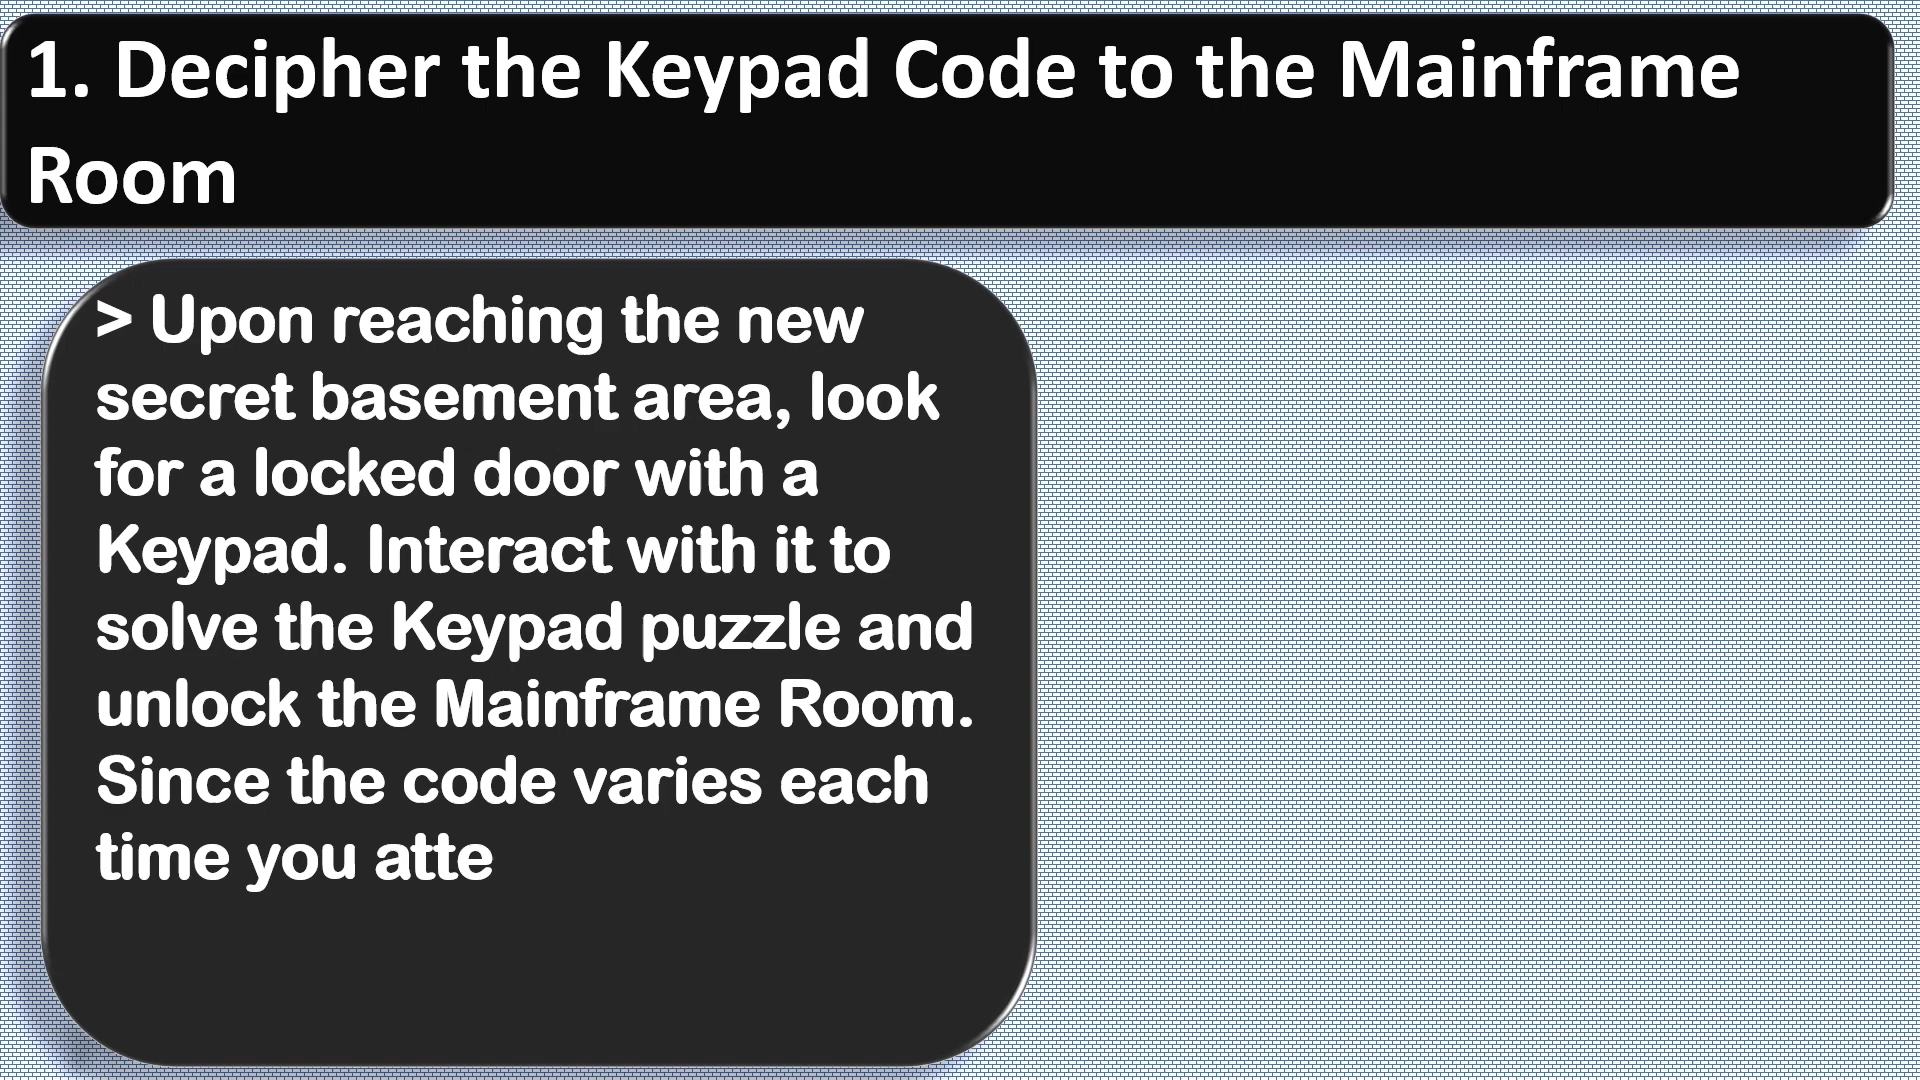 1. Decipher the Keypad Code to the Mainframe
Room
> Upon reaching the new
secret basement area, look
for a locked door with a
Keypad. Interact with it to
solve the Keypad puzzle and
unlock the Mainframe Room.
Since the code varies each
time you atte